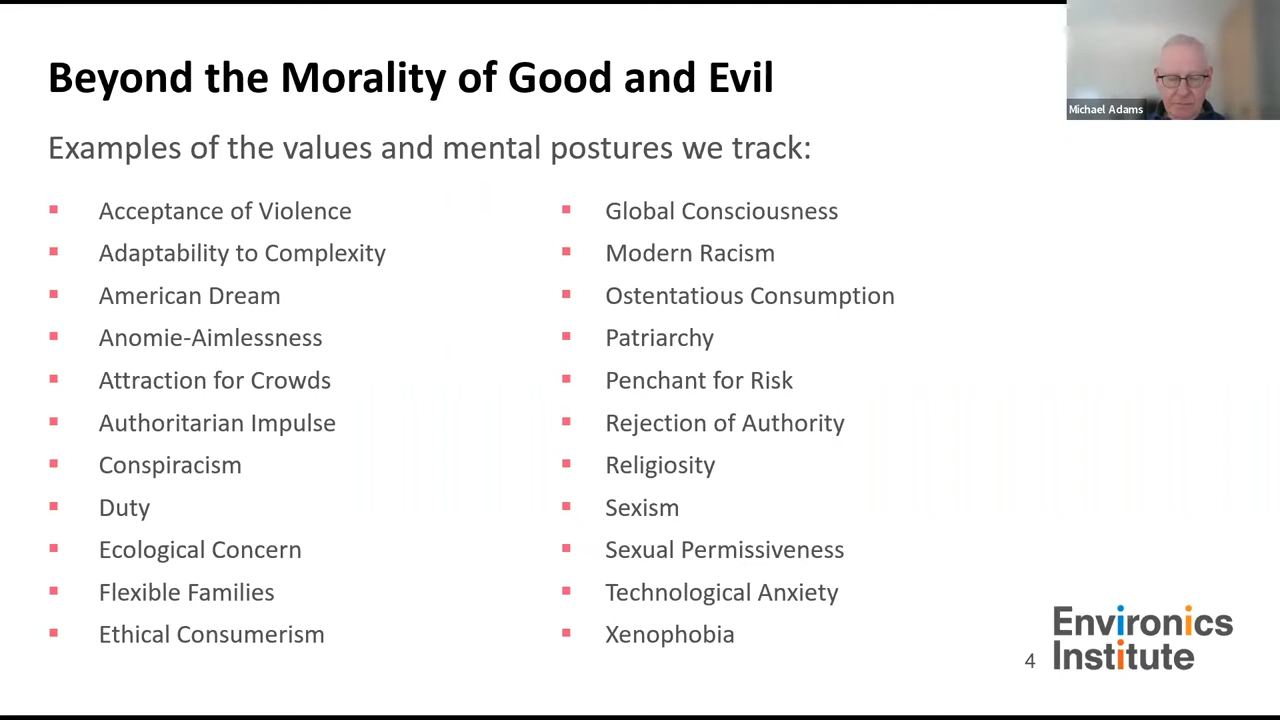 Beyond the Morality of Good and Evil
Michael Adams
Examples of the values and mental postures we track:
Acceptance of Violence
Adaptability to Complexity
American Dream
Anomie-Aimlessness
Attraction for Crowds
Authoritarian Impulse
Conspiracism
Duty
Ecological Concern
Flexible Families
Ethical Consumerism
Global Consciousness
Modern Racism
Ostentatious Consumption
Patriarchy
Penchant for Risk
Rejection of Authority
Religiosity
Sexism
Sexual Permissiveness
Technological Anxiety
Xenophobia
4
Environics
Institute